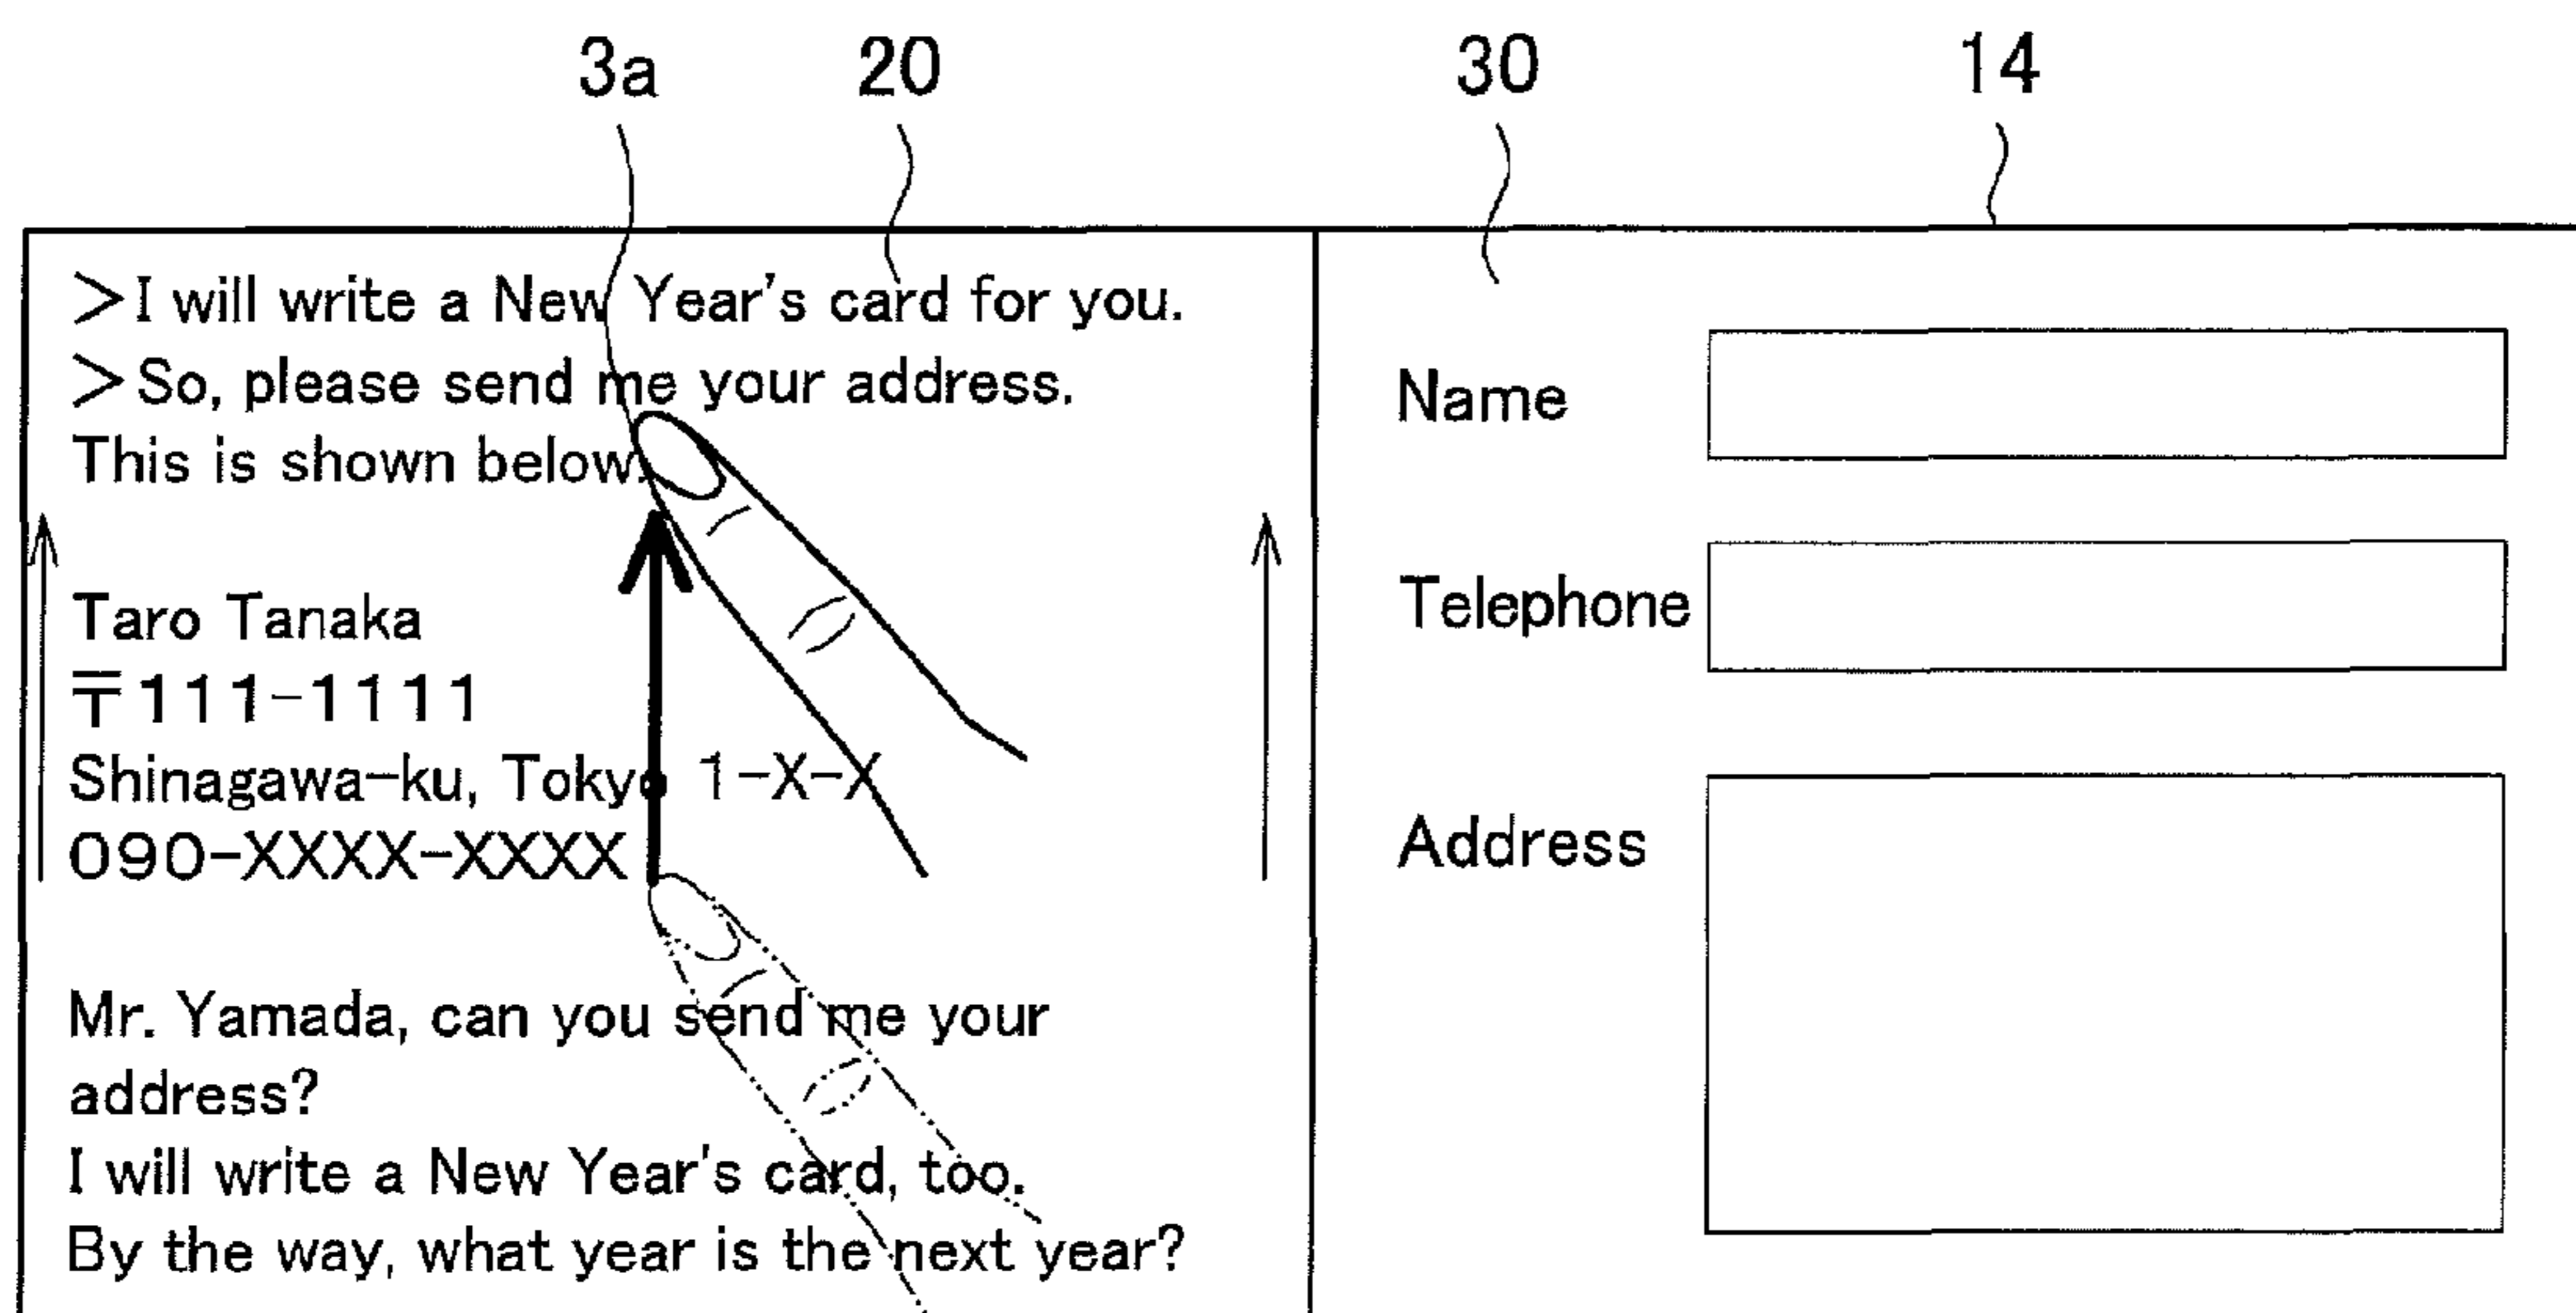 3a 20 30 14
>I will write a New Year's card for you.
>So, please send me your address.
This is shown below.
Taro Tanaka
〒111-1111
Shinagawa-ku, Tokyo 1-X-X
090-XXXX-XXXX
Mr. Yamada, can you send me your
address?
I will write a New Year's card, too.
By the way, what year is the next year?
Name
Telephone
Address